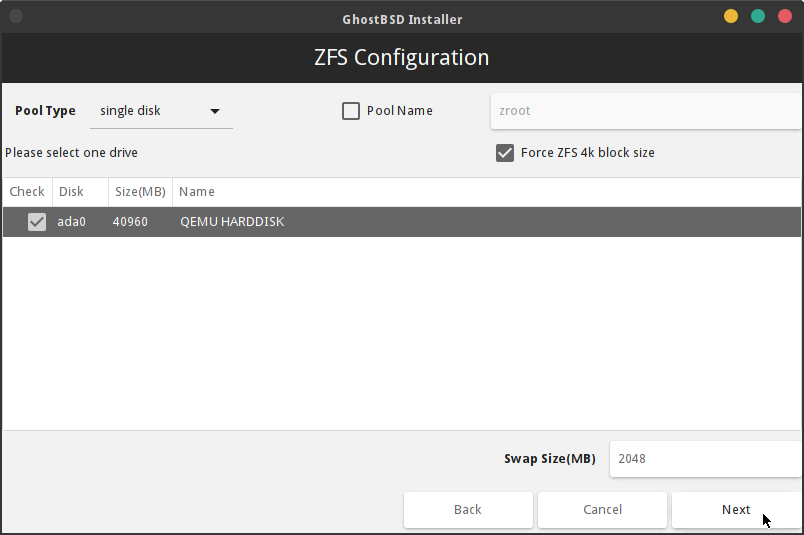 GhostBSD Installer
ZFS Configuration
Pool Type single disk Pool Name zroot
Please select one drive Force ZFS 4k block size
Check Disk Size(MB) Name
ada0 40960 QEMU HARDDISK
Swap Size(MB) 2048
Back Cancel Next